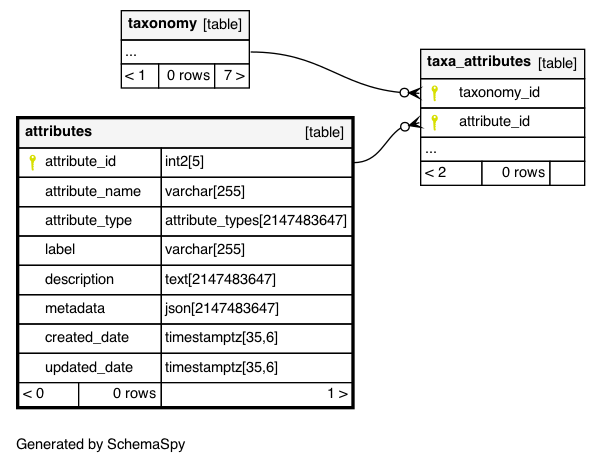 taxonomy [table]
...
< 1 0 rows 7 >
taxa_attributes [table]
taxonomy_id
attribute_id
...
< 2 0 rows
attributes [table]
attribute_id int2[5]
attribute_name varchar[255]
attribute_type attribute_types[2147483647]
label varchar[255]
description text[2147483647]
metadata json[2147483647]
created_date timestamptz[35,6]
updated_date timestamptz[35,6]
< 0 0 rows 1 >
Generated by SchemaSpy